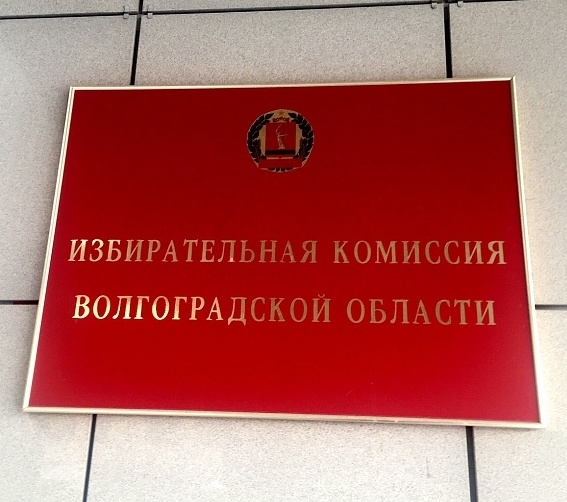 ИЗБИРАТЕЛЬНАЯ КОМИССИЯ
ВОЛГОГРАДСКОЙ ОБЛАСТИ